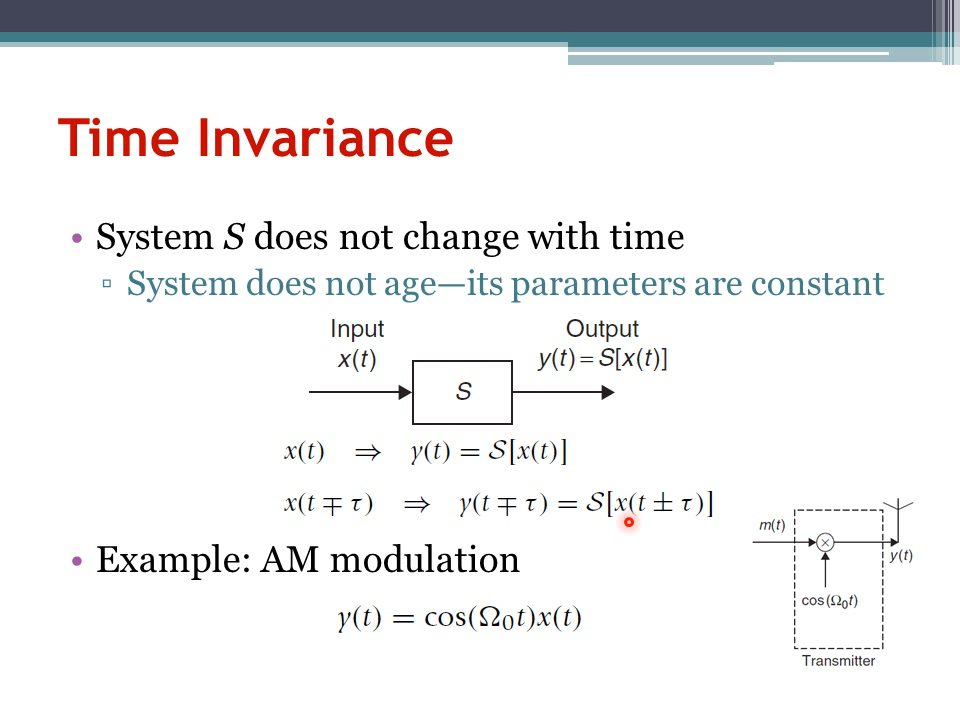 Time Invariance
• System S does not change with time
▫ System does not age—its parameters are constant
Input
x(t)
Output
y(t)=S[x(t)]
S
x(t) ⇒ y(t) = S[x(t)]
x(t ∓ τ) ⇒ y(t ∓ τ) = S[x(t ± τ)]
• Example: AM modulation
y(t) = cos(Ω₀t)x(t)
m(t)
×
y(t)
cos(Ω₀t)
Transmitter